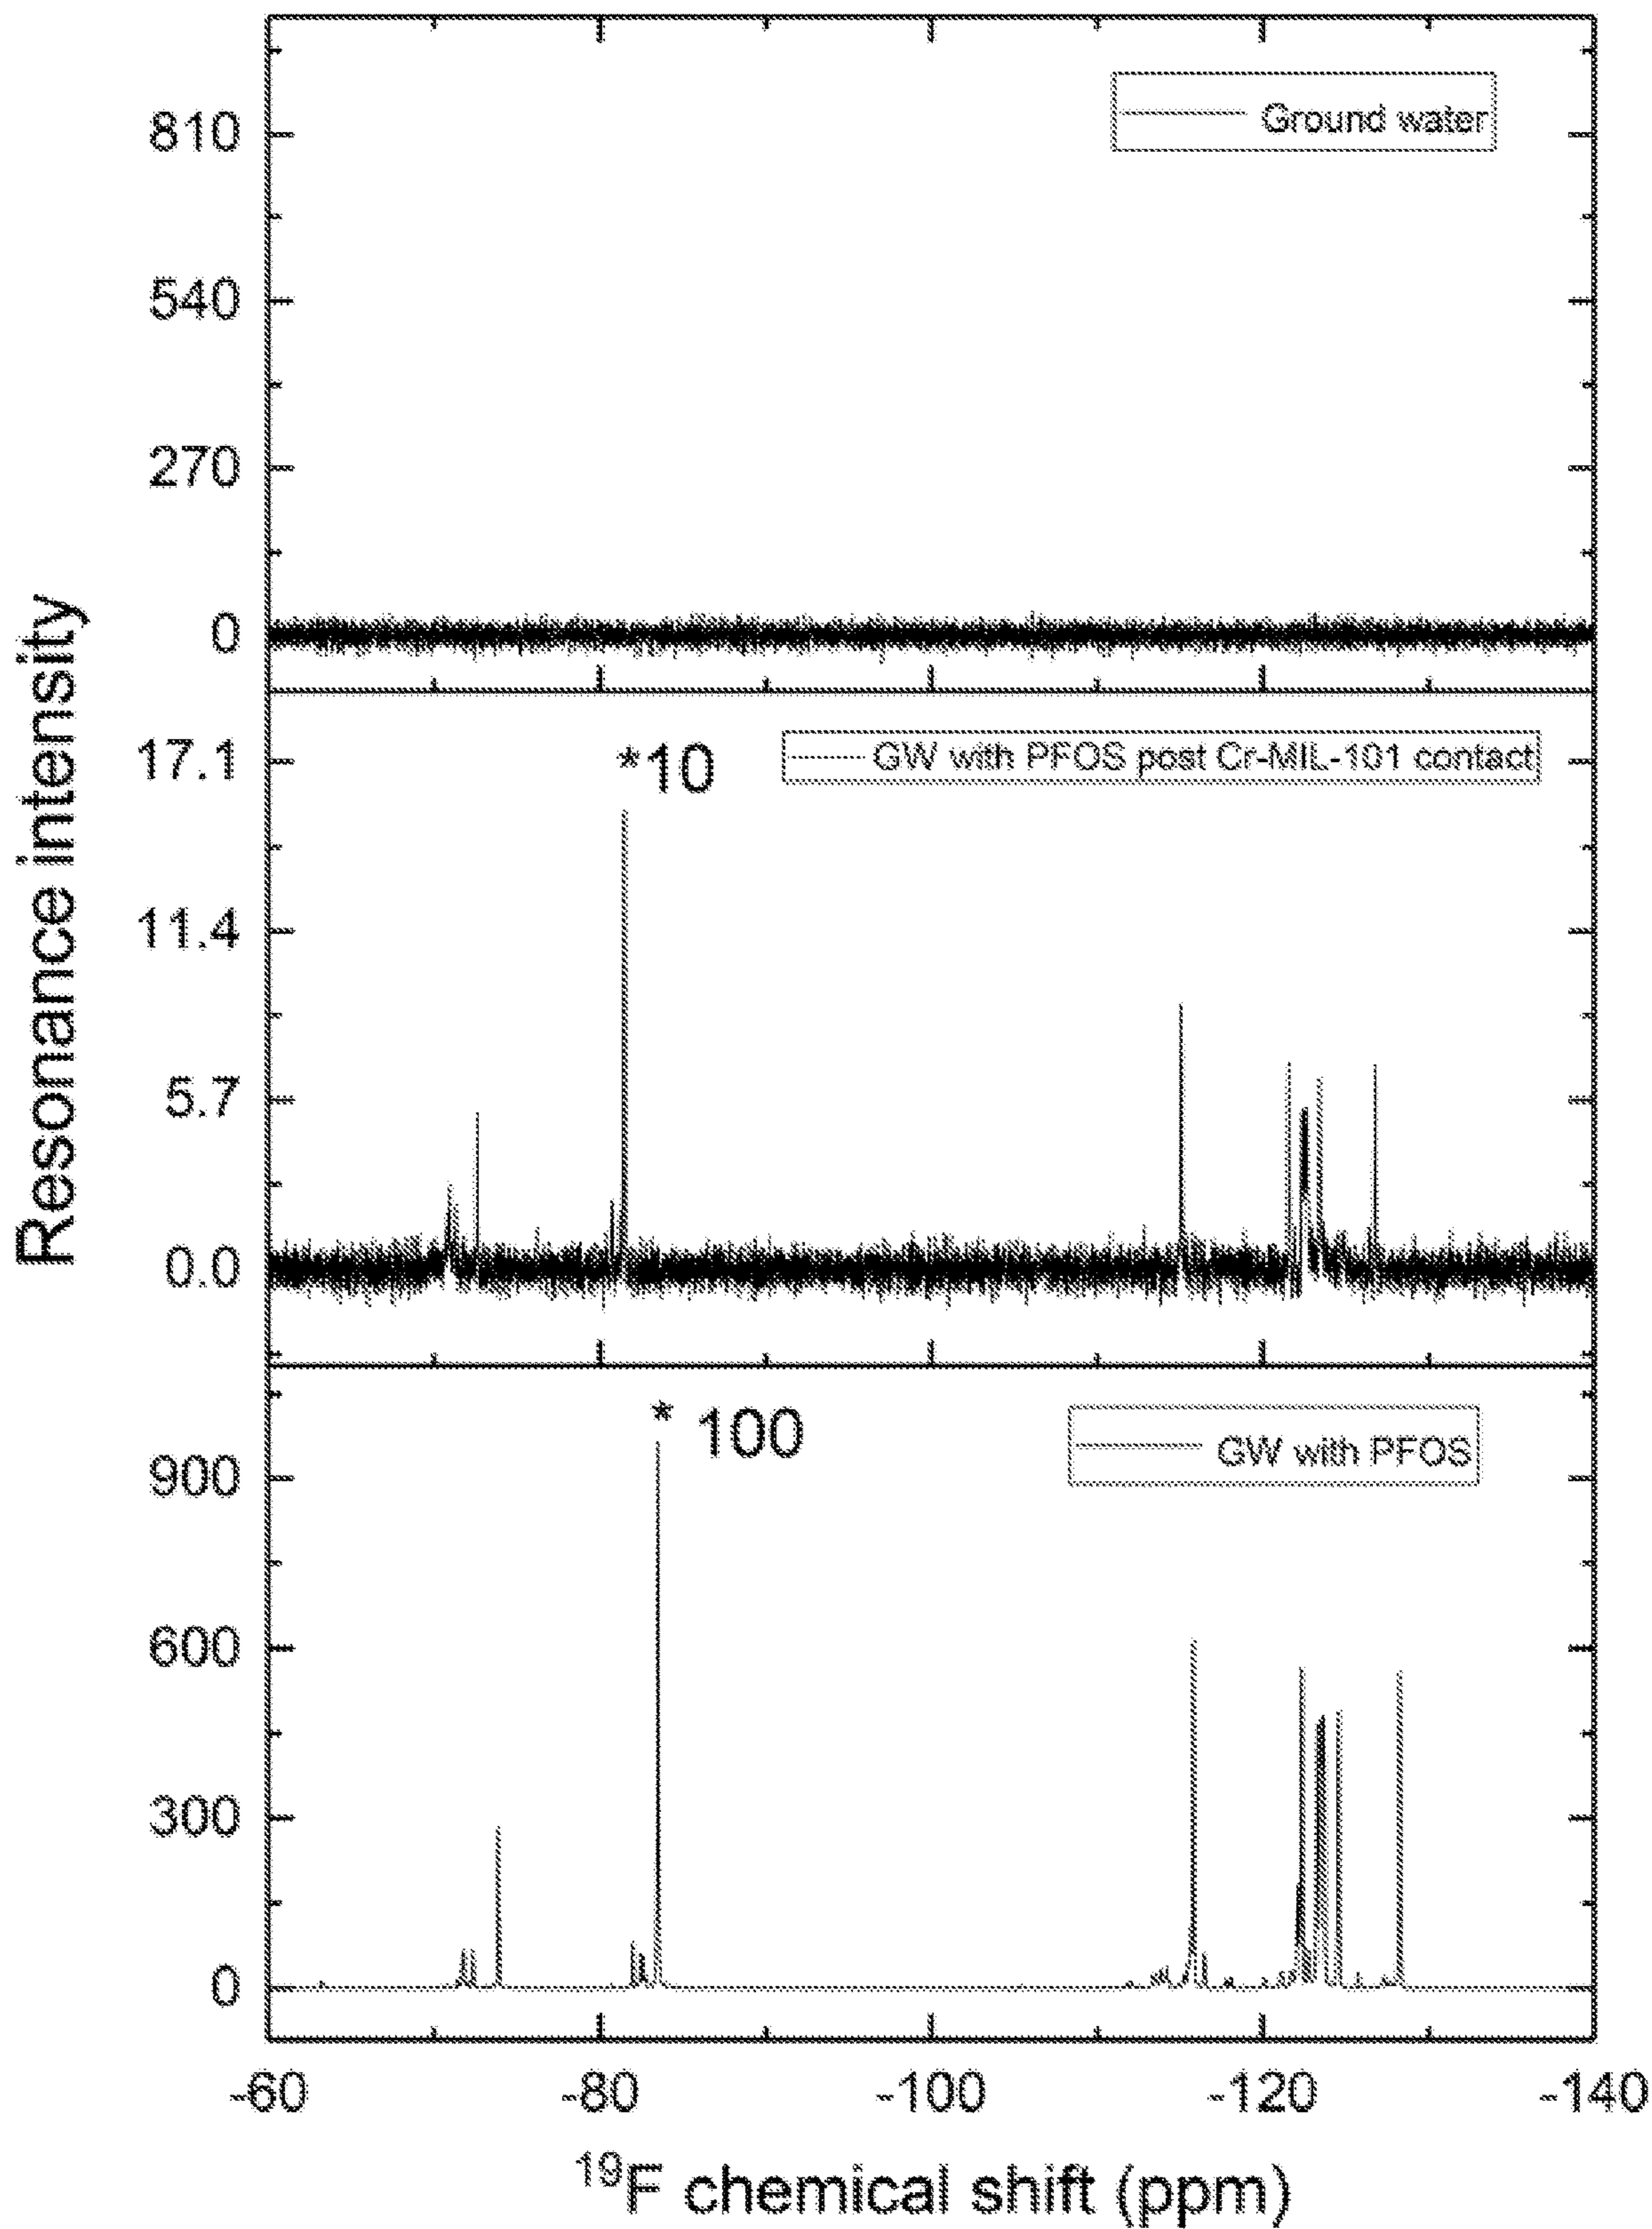 Resonance intensity
Ground water
810
540
270
0
*10
GW with PFOS post Cr-MIL-101 contact
17.1
11.4
5.7
0.0
* 100
GW with PFOS
900
600
300
0
-60 -80 -100 -120 -140
¹⁹F chemical shift (ppm)